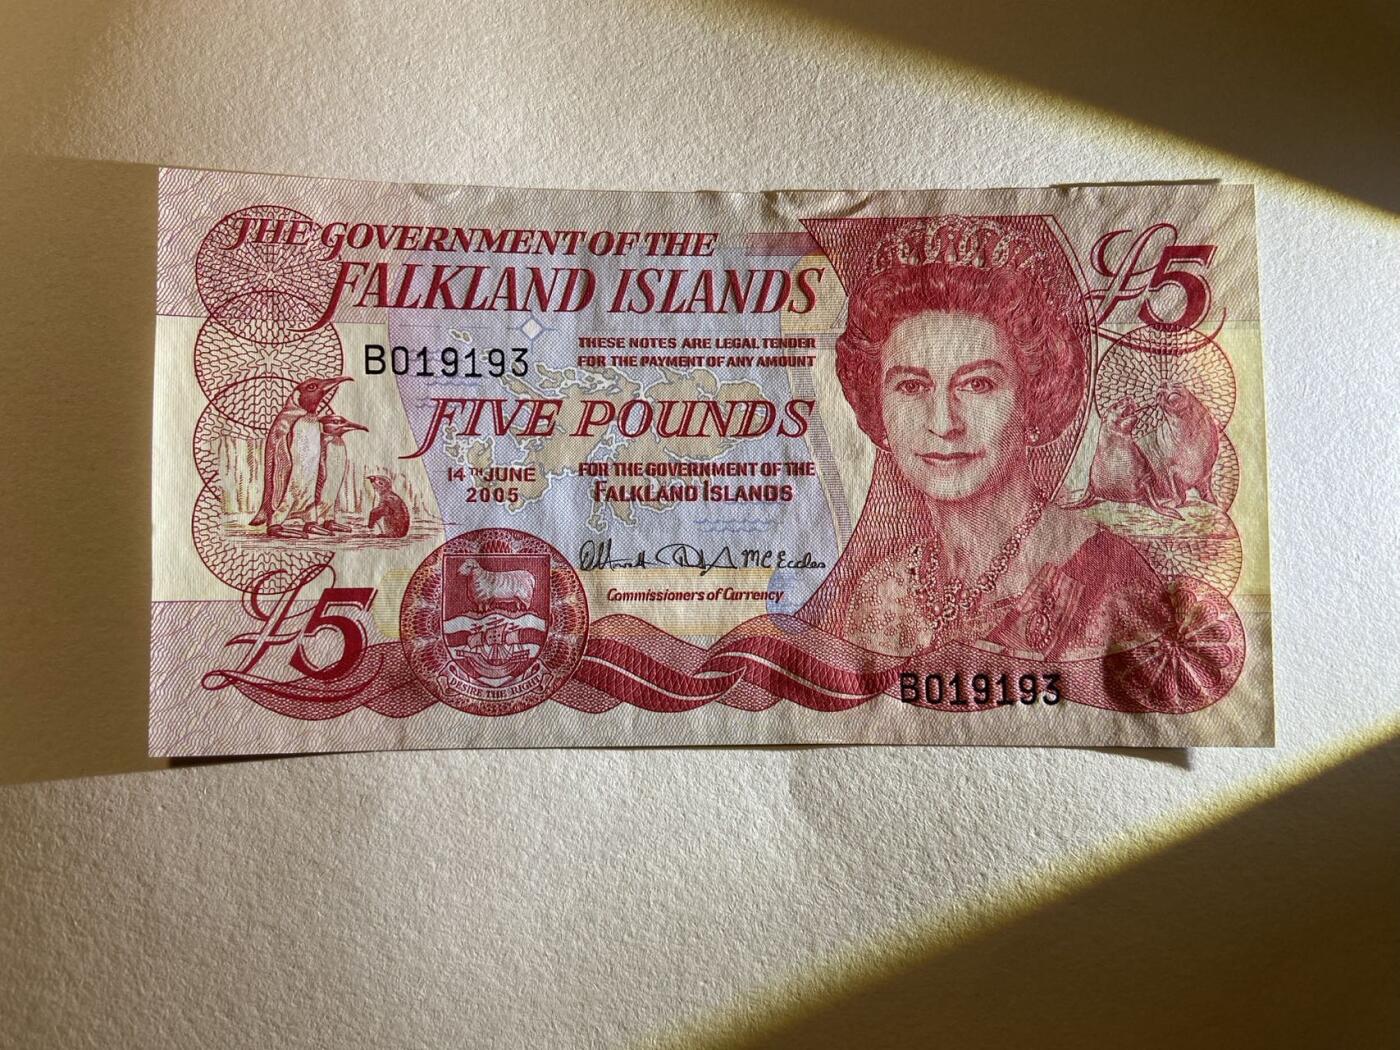 THE GOVERNMENT OF THE
FALKLAND ISLANDS
£5
B019193
THESE NOTES ARE LEGAL TENDER
FOR THE PAYMENT OF ANY AMOUNT
FIVE POUNDS
14TH JUNE
2005
FOR THE GOVERNMENT OF THE
FALKLAND ISLANDS
Commissioners of Currency
£5
DESIRE THE RIGHT
B019193